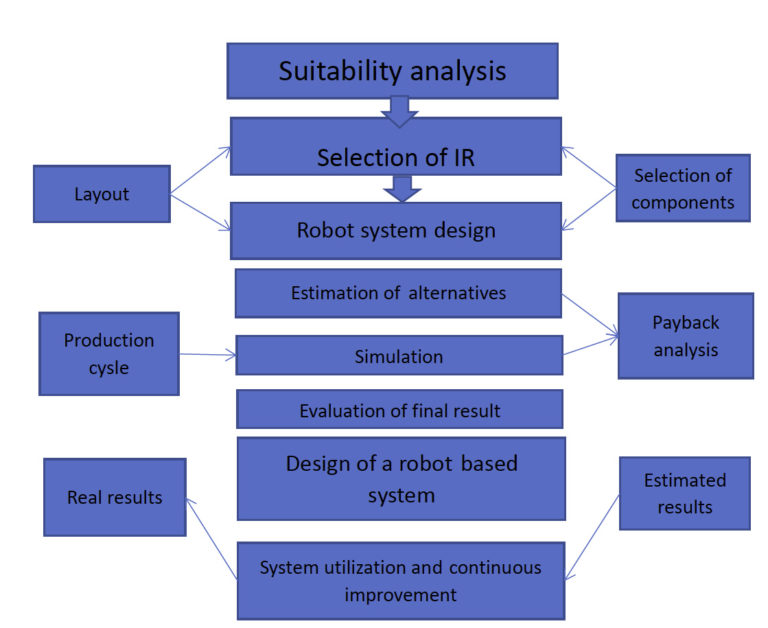 Suitability analysis
Selection of IR
Layout
Selection of
components
Robot system design
Estimation of alternatives
Production
cysle
Payback
analysis
Simulation
Evaluation of final result
Design of a robot based
system
Real results
Estimated
results
System utilization and continuous
improvement